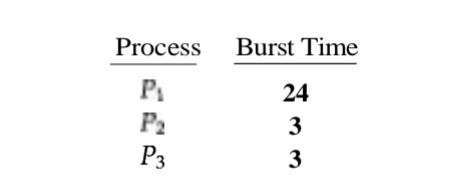 Process Burst Time
P₁ 24
P₂ 3
P₃ 3